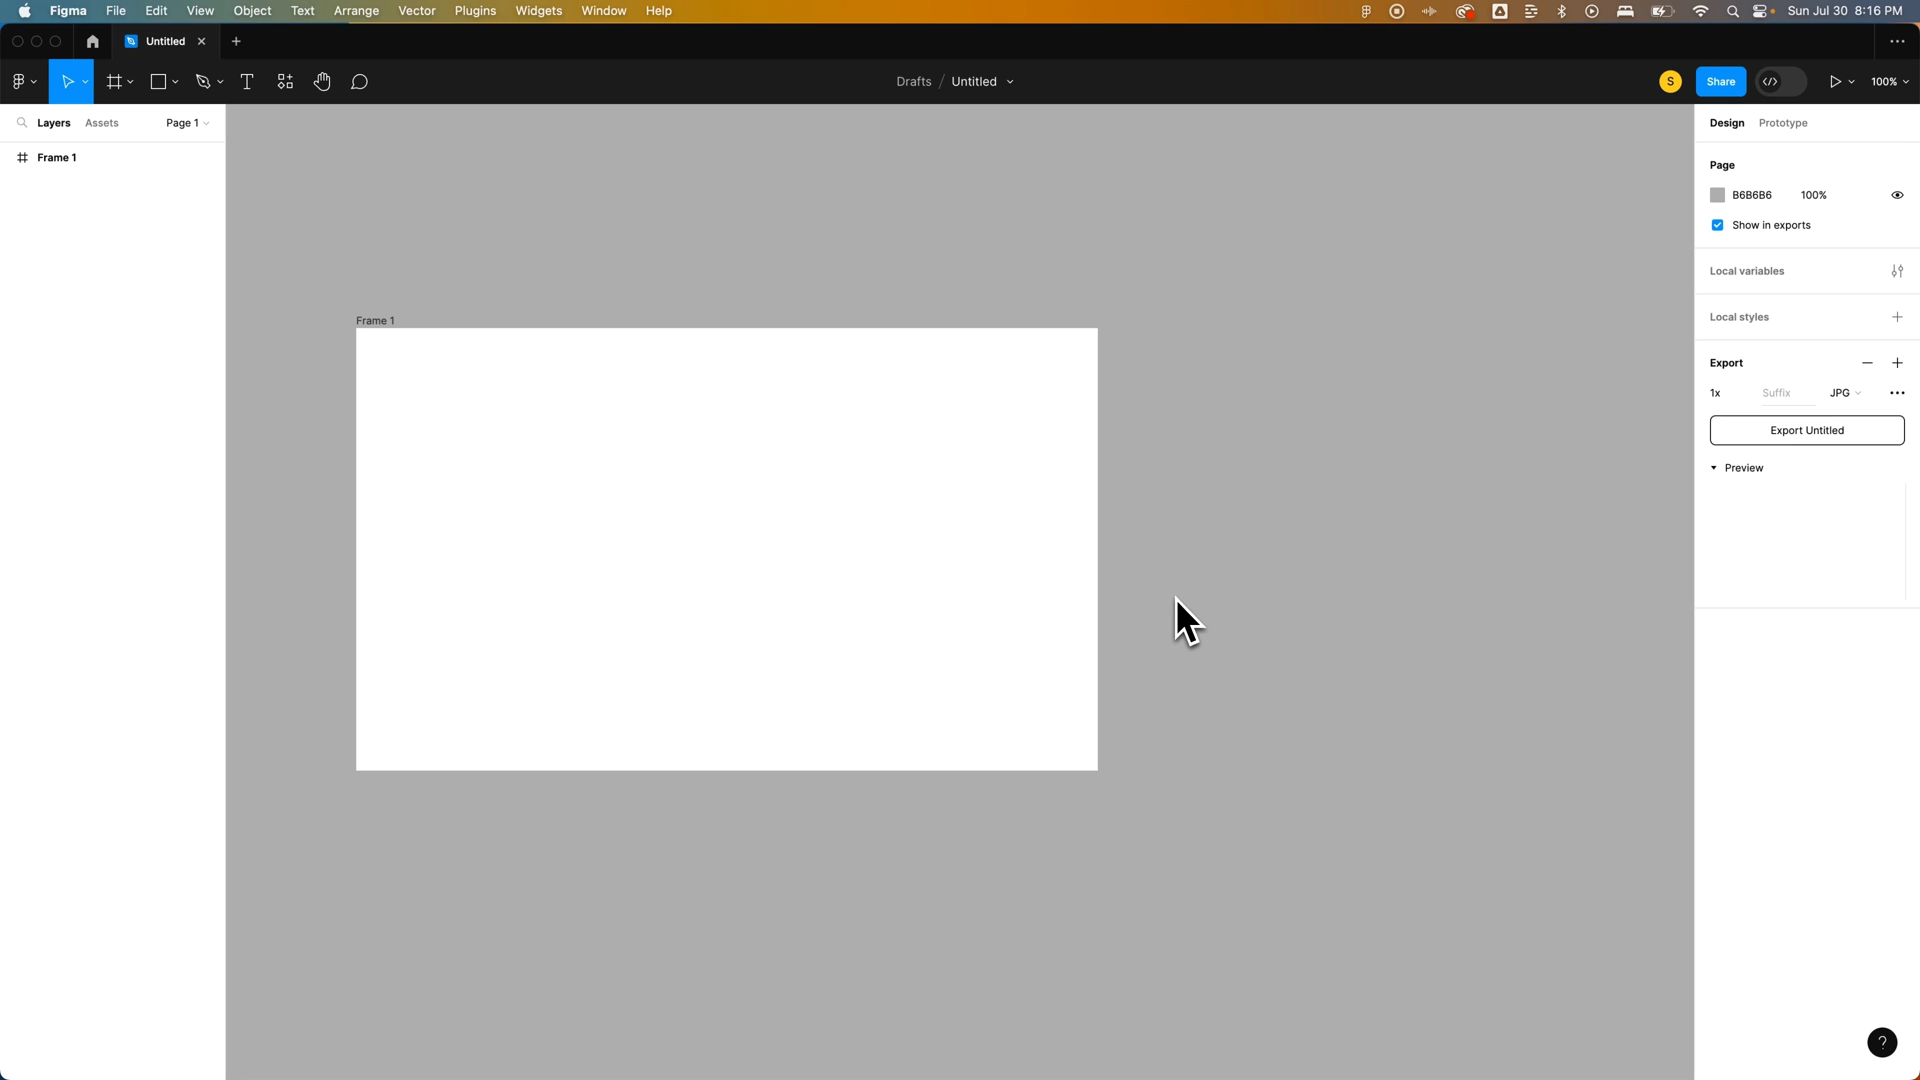 Figma File Edit View Object Text Arrange Vector Plugins Widgets Window Help Sun Jul 30 8:16 PM
Untitled
Drafts / Untitled S Share 100%
Layers Assets Page 1
Design Prototype
Frame 1
Page
B6B6B6 100%
Show in exports
Local variables
Local styles
Frame 1
Export
1x Suffix JPG
Export Untitled
Preview
?